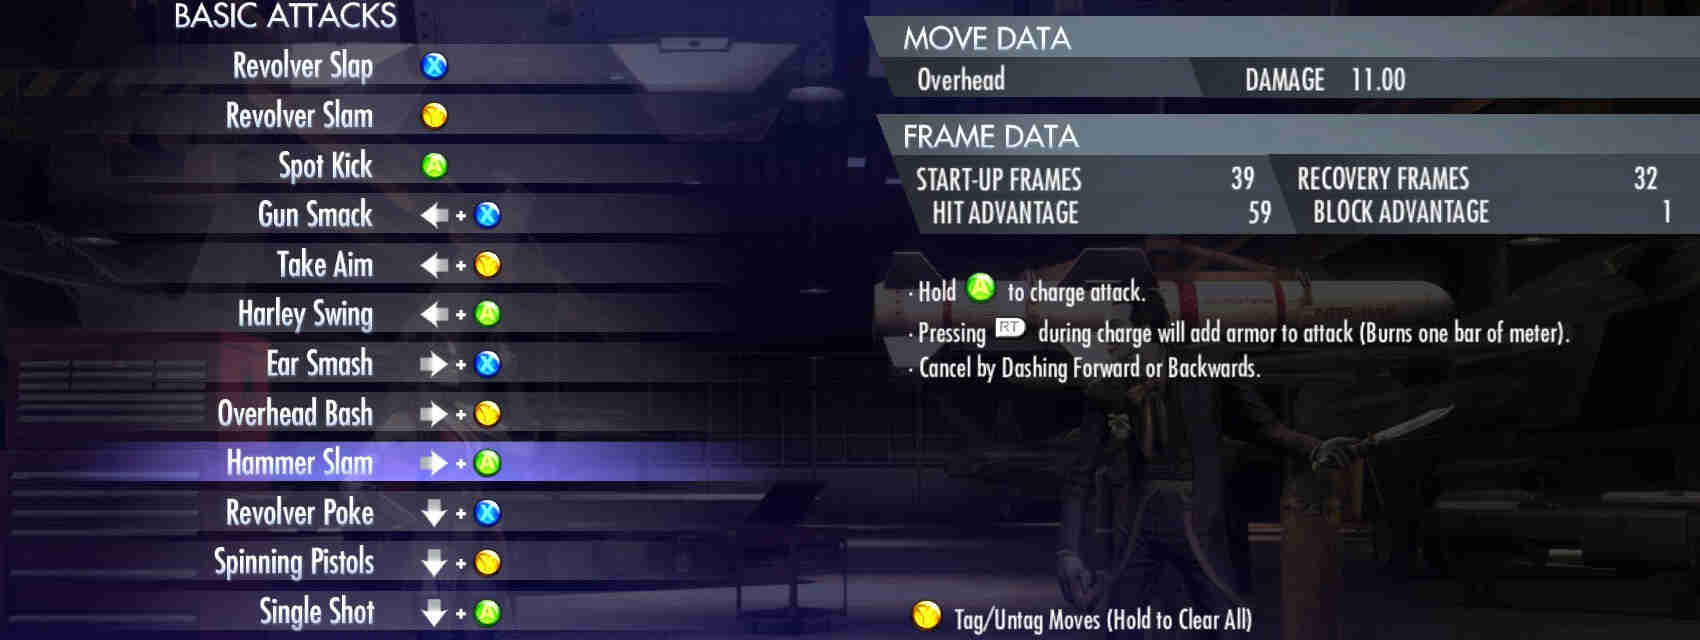 BASIC ATTACKS
Revolver Slap X
Revolver Slam Y
Spot Kick A
Gun Smack + X
Take Aim + Y
Harley Swing + A
Ear Smash + X
Overhead Bash + Y
Hammer Slam + A
Revolver Poke + X
Spinning Pistols + Y
Single Shot + A
MOVE DATA
Overhead DAMAGE 11.00
FRAME DATA
START-UP FRAMES 39 RECOVERY FRAMES 32
HIT ADVANTAGE 59 BLOCK ADVANTAGE 1
· Hold A to charge attack.
· Pressing RT during charge will add armor to attack (Burns one bar of meter).
· Cancel by Dashing Forward or Backwards.
Y Tag/Untag Moves (Hold to Clear All)